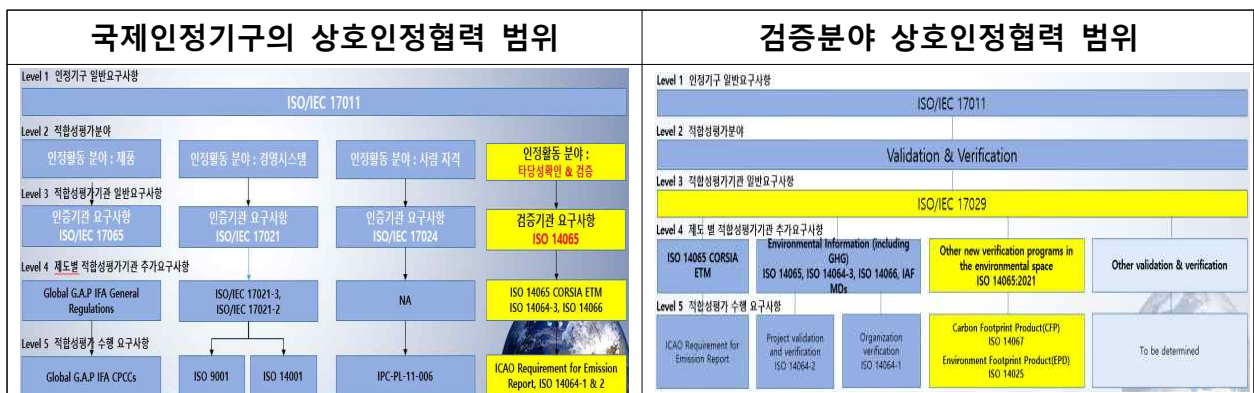 국제인정기구의 상호인정협력 범위
검증분야 상호인정협력 범위
Level 1 인정기구 일반요구사항
ISO/IEC 17011
Level 2 적합성평가분야
인정활동 분야 : 제품
인정활동 분야 : 경영시스템
인정활동 분야 : 사람 자격
인정활동 분야 :
타당성확인 & 검증
Level 3 적합성평가기관 일반요구사항
인증기관 요구사항
ISO/IEC 17065
인증기관 요구사항
ISO/IEC 17021
인증기관 요구사항
ISO/IEC 17024
검증기관 요구사항
ISO 14065
Level 4 제도별 적합성평가기관 추가요구사항
Global G.A.P IFA General
Regulations
ISO/IEC 17021-3,
ISO/IEC 17021-2
NA
ISO 14065 CORSIA ETM
ISO 14064-3, ISO 14066
Level 5 적합성평가 수행 요구사항
Global G.A.P IFA CPCCs
ISO 9001
ISO 14001
IPC-PL-11-006
ICAO Requirement for Emission
Report, ISO 14064-1 & 2
Level 1 인정기구 일반요구사항
ISO/IEC 17011
Level 2 적합성평가분야
Validation & Verification
Level 3 적합성평가기관 일반요구사항
ISO/IEC 17029
Level 4 제도 별 적합성평가기관 추가요구사항
ISO 14065 CORSIA
ETM
Environmental Information (including
GHG)
ISO 14065, ISO 14064-3, ISO 14066, IAF
MDs
Other new verification programs in
the environmental space
ISO 14065:2021
Other validation & verification
Level 5 적합성평가 수행 요구사항
ICAO Requirement for
Emission Report
Project validation
and verification
ISO 14064-2
Organization
verification
ISO 14064-1
Carbon Footprint Product(CFP)
ISO 14067
Environment Footprint Product(EPD)
ISO 14025
To be determined